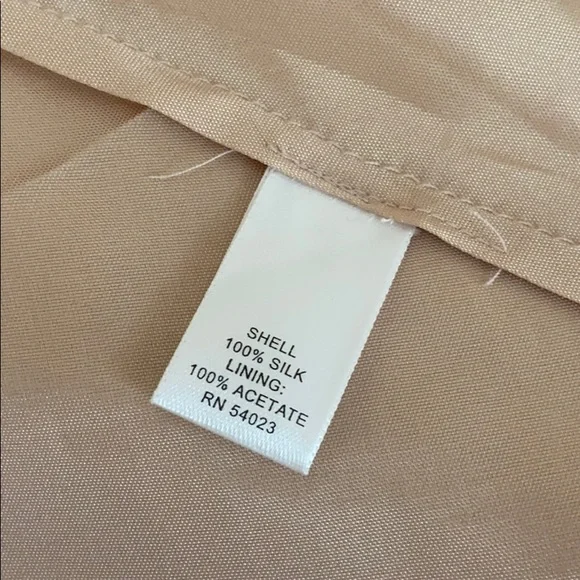 SHELL
100% SILK
LINING:
100% ACETATE
RN 54023